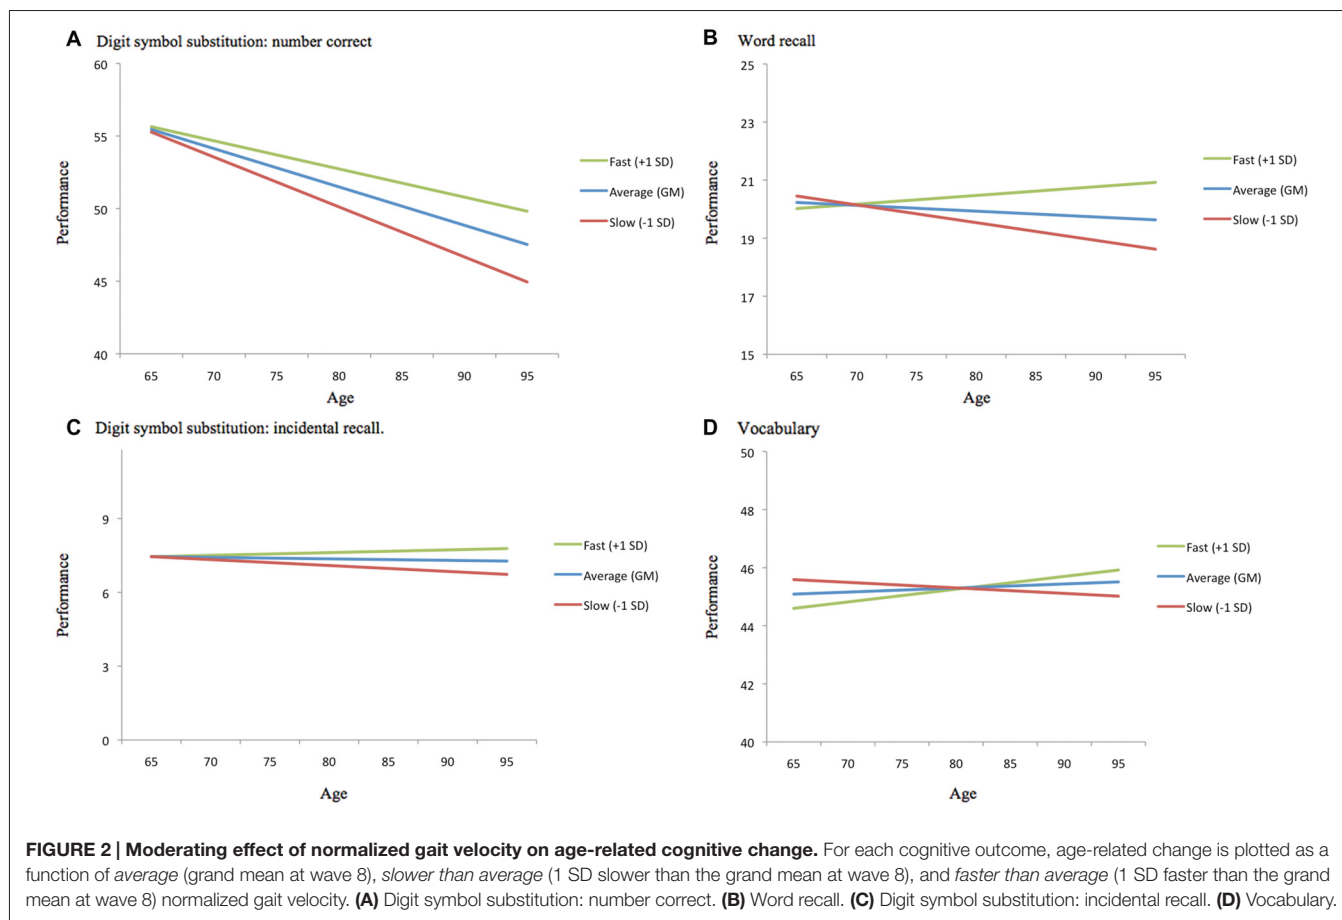 A Digit symbol substitution: number correct
60
55
50
45
40
Performance
65 70 75 80 85 90 95
Age
Fast (+1 SD)
Average (GM)
Slow (-1 SD)
B Word recall
25
23
21
19
17
15
Performance
65 70 75 80 85 90 95
Age
Fast (+1 SD)
Average (GM)
Slow (-1 SD)
C Digit symbol substitution: incidental recall.
9
6
3
0
Performance
65 70 75 80 85 90 95
Age
Fast (+1 SD)
Average (GM)
Slow (-1 SD)
D Vocabulary
50
48
46
44
42
40
Performance
65 70 75 80 85 90 95
Age
Fast (+1 SD)
Average (GM)
Slow (-1 SD)
FIGURE 2 | Moderating effect of normalized gait velocity on age-related cognitive change. For each cognitive outcome, age-related change is plotted as a
function of average (grand mean at wave 8), slower than average (1 SD slower than the grand mean at wave 8), and faster than average (1 SD faster than the grand
mean at wave 8) normalized gait velocity. (A) Digit symbol substitution: number correct. (B) Word recall. (C) Digit symbol substitution: incidental recall. (D) Vocabulary.